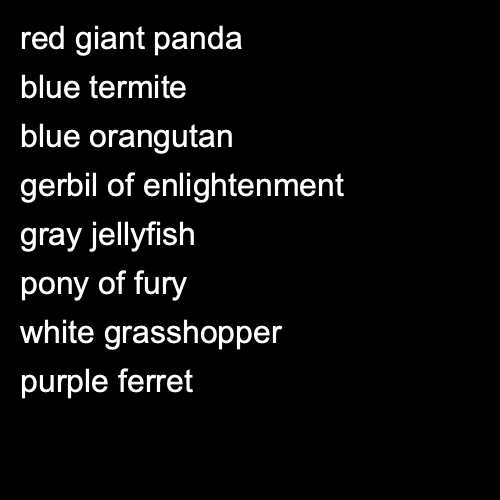 red giant panda
blue termite
blue orangutan
gerbil of enlightenment
gray jellyfish
pony of fury
white grasshopper
purple ferret